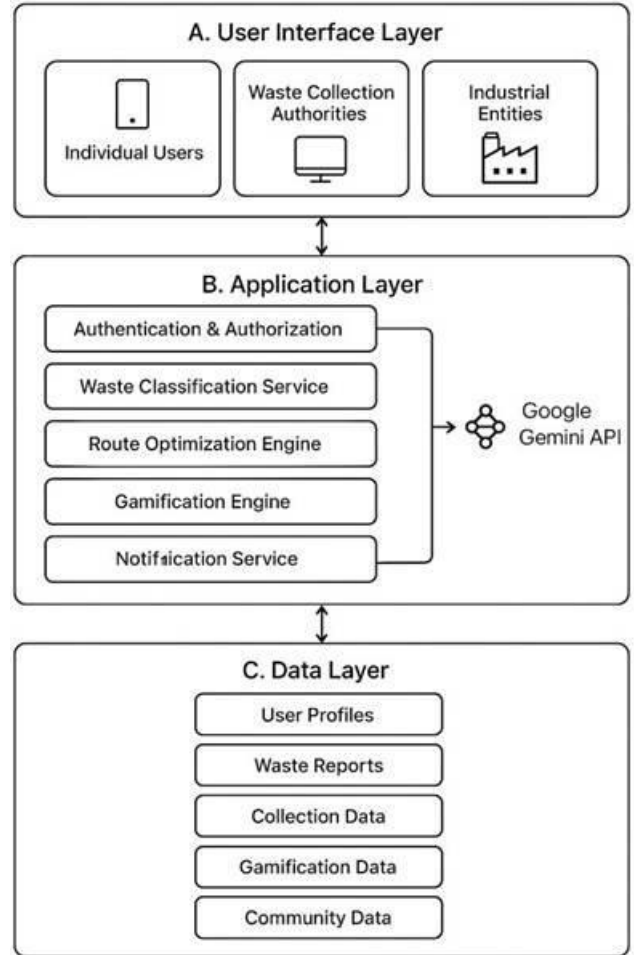 A. User Interface Layer
Individual Users
Waste Collection
Authorities
Industrial
Entities
B. Application Layer
Authentication & Authorization
Waste Classification Service
Route Optimization Engine
Gamification Engine
Notification Service
Google
Gemini API
C. Data Layer
User Profiles
Waste Reports
Collection Data
Gamification Data
Community Data